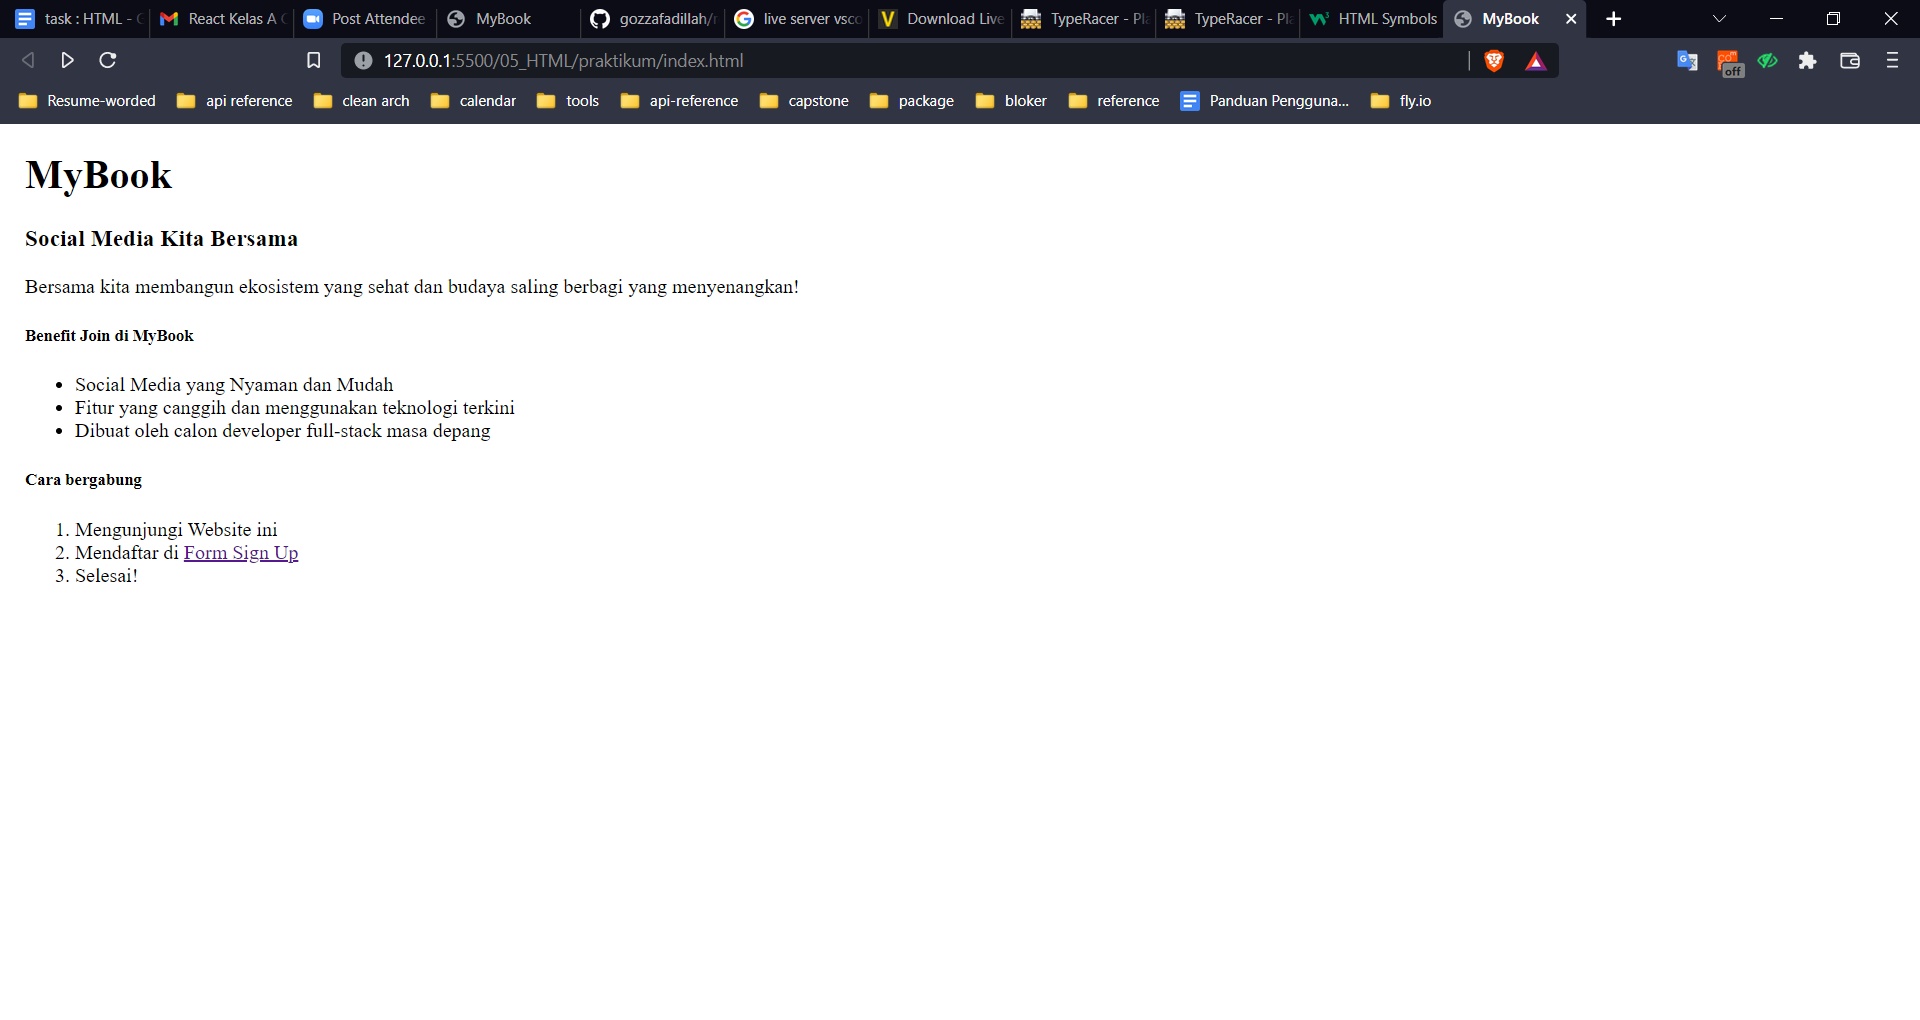 task : HTML -
React Kelas A
Post Attendee
MyBook
gozzafadillah/
live server vsco
Download Live
TypeRacer - Pla
TypeRacer - Pla
HTML Symbols
MyBook
127.0.0.1:5500/05_HTML/praktikum/index.html
off
Resume-worded
api reference
clean arch
calendar
tools
api-reference
capstone
package
bloker
reference
Panduan Pengguna...
fly.io
MyBook
Social Media Kita Bersama
Bersama kita membangun ekosistem yang sehat dan budaya saling berbagi yang menyenangkan!
Benefit Join di MyBook
• Social Media yang Nyaman dan Mudah
• Fitur yang canggih dan menggunakan teknologi terkini
• Dibuat oleh calon developer full-stack masa depang
Cara bergabung
1. Mengunjungi Website ini
2. Mendaftar di Form Sign Up
3. Selesai!